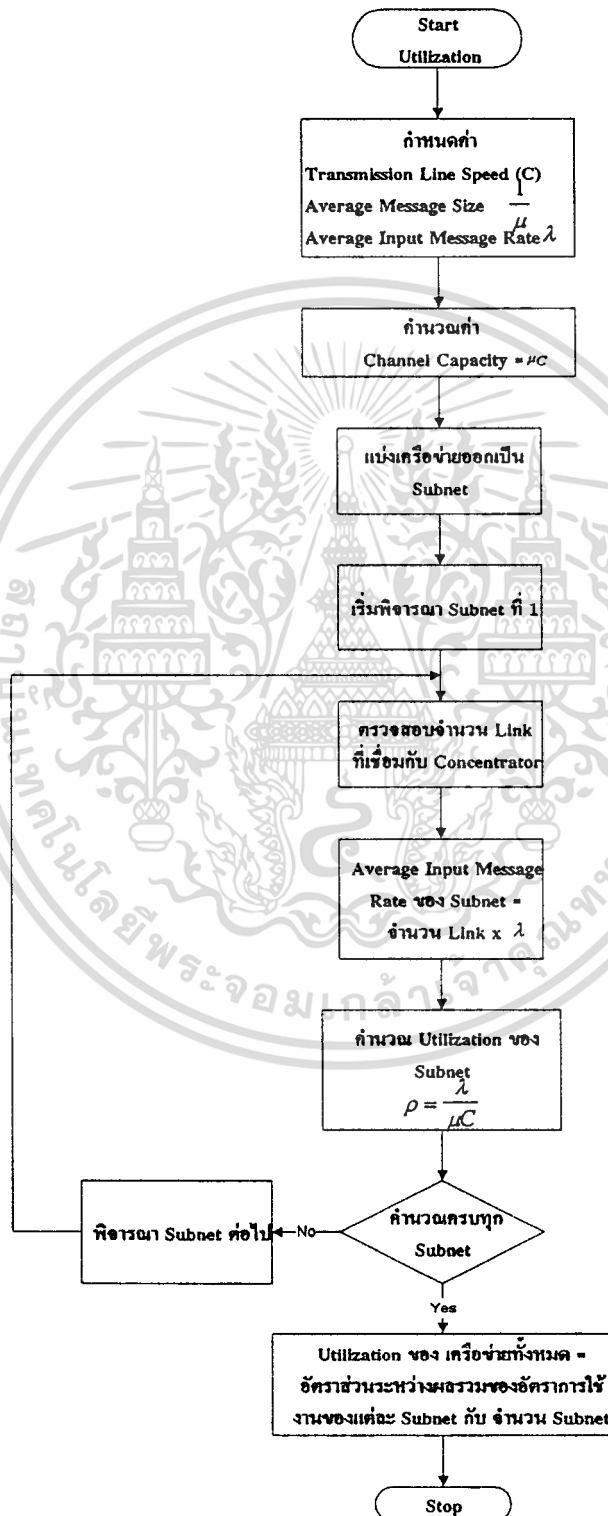 Start
Utilization
กำหนดค่า
Transmission Line Speed (C)
Average Message Size 1/μ
Average Input Message Rate λ
คำนวณค่า
Channel Capacity = μC
แบ่งเครือข่ายออกเป็น
Subnet
เริ่มพิจารณา Subnet ที่ 1
ตรวจสอบจำนวน Link
ที่เชื่อมกับ Concentrator
Average Input Message
Rate ของ Subnet =
จำนวน Link x λ
คำนวณ Utilization ของ
Subnet
ρ = λ/μC
คำนวณครบทุก
Subnet
No
พิจารณา Subnet ต่อไป
Yes
Utilization ของ เครือข่ายทั้งหมด =
อัตราส่วนระหว่างผลรวมของอัตราการใช้
งานของแต่ละ Subnet กับ จำนวน Subnet
Stop